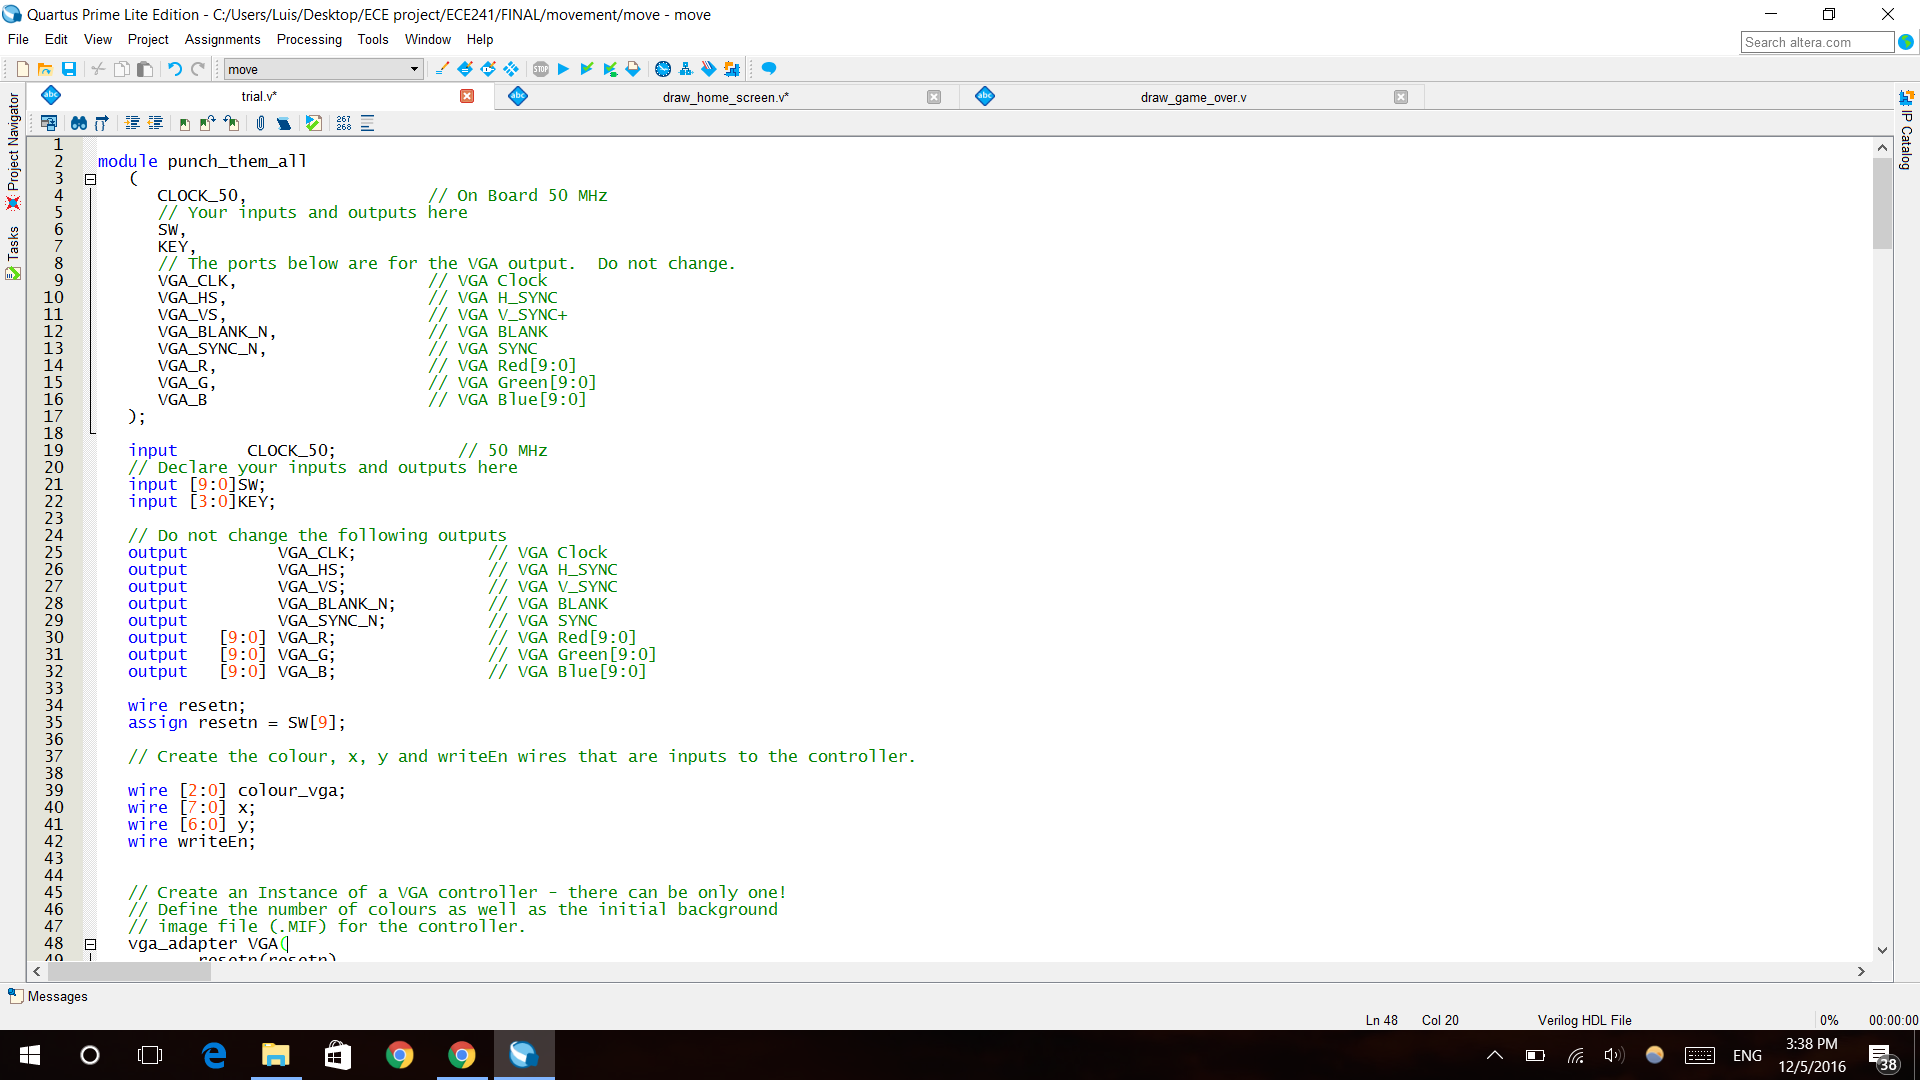 Quartus Prime Lite Edition - C:/Users/Luis/Desktop/ECE project/ECE241/FINAL/movement/move - move
File Edit View Project Assignments Processing Tools Window Help
Search altera.com
move
trial.v* draw_home_screen.v* draw_game_over.v
Project Navigator
Tasks
IP Catalog
267
268
1
2 module punch_them_all
3 (
4 CLOCK_50, // On Board 50 MHz
5 // Your inputs and outputs here
6 SW,
7 KEY,
8 // The ports below are for the VGA output.  Do not change.
9 VGA_CLK, // VGA Clock
10 VGA_HS, // VGA H_SYNC
11 VGA_VS, // VGA V_SYNC+
12 VGA_BLANK_N, // VGA BLANK
13 VGA_SYNC_N, // VGA SYNC
14 VGA_R, // VGA Red[9:0]
15 VGA_G, // VGA Green[9:0]
16 VGA_B // VGA Blue[9:0]
17 );
18
19 input CLOCK_50; // 50 MHz
20 // Declare your inputs and outputs here
21 input [9:0]SW;
22 input [3:0]KEY;
23
24 // Do not change the following outputs
25 output VGA_CLK; // VGA Clock
26 output VGA_HS; // VGA H_SYNC
27 output VGA_VS; // VGA V_SYNC
28 output VGA_BLANK_N; // VGA BLANK
29 output VGA_SYNC_N; // VGA SYNC
30 output [9:0] VGA_R; // VGA Red[9:0]
31 output [9:0] VGA_G; // VGA Green[9:0]
32 output [9:0] VGA_B; // VGA Blue[9:0]
33
34 wire resetn;
35 assign resetn = SW[9];
36
37 // Create the colour, x, y and writeEn wires that are inputs to the controller.
38
39 wire [2:0] colour_vga;
40 wire [7:0] x;
41 wire [6:0] y;
42 wire writeEn;
43
44
45 // Create an Instance of a VGA controller - there can be only one!
46 // Define the number of colours as well as the initial background
47 // image file (.MIF) for the controller.
48 vga_adapter VGA(
49 .resetn(resetn),
Messages
Ln 48 Col 20 Verilog HDL File 0% 00:00:00
ENG
3:38 PM
12/5/2016
38